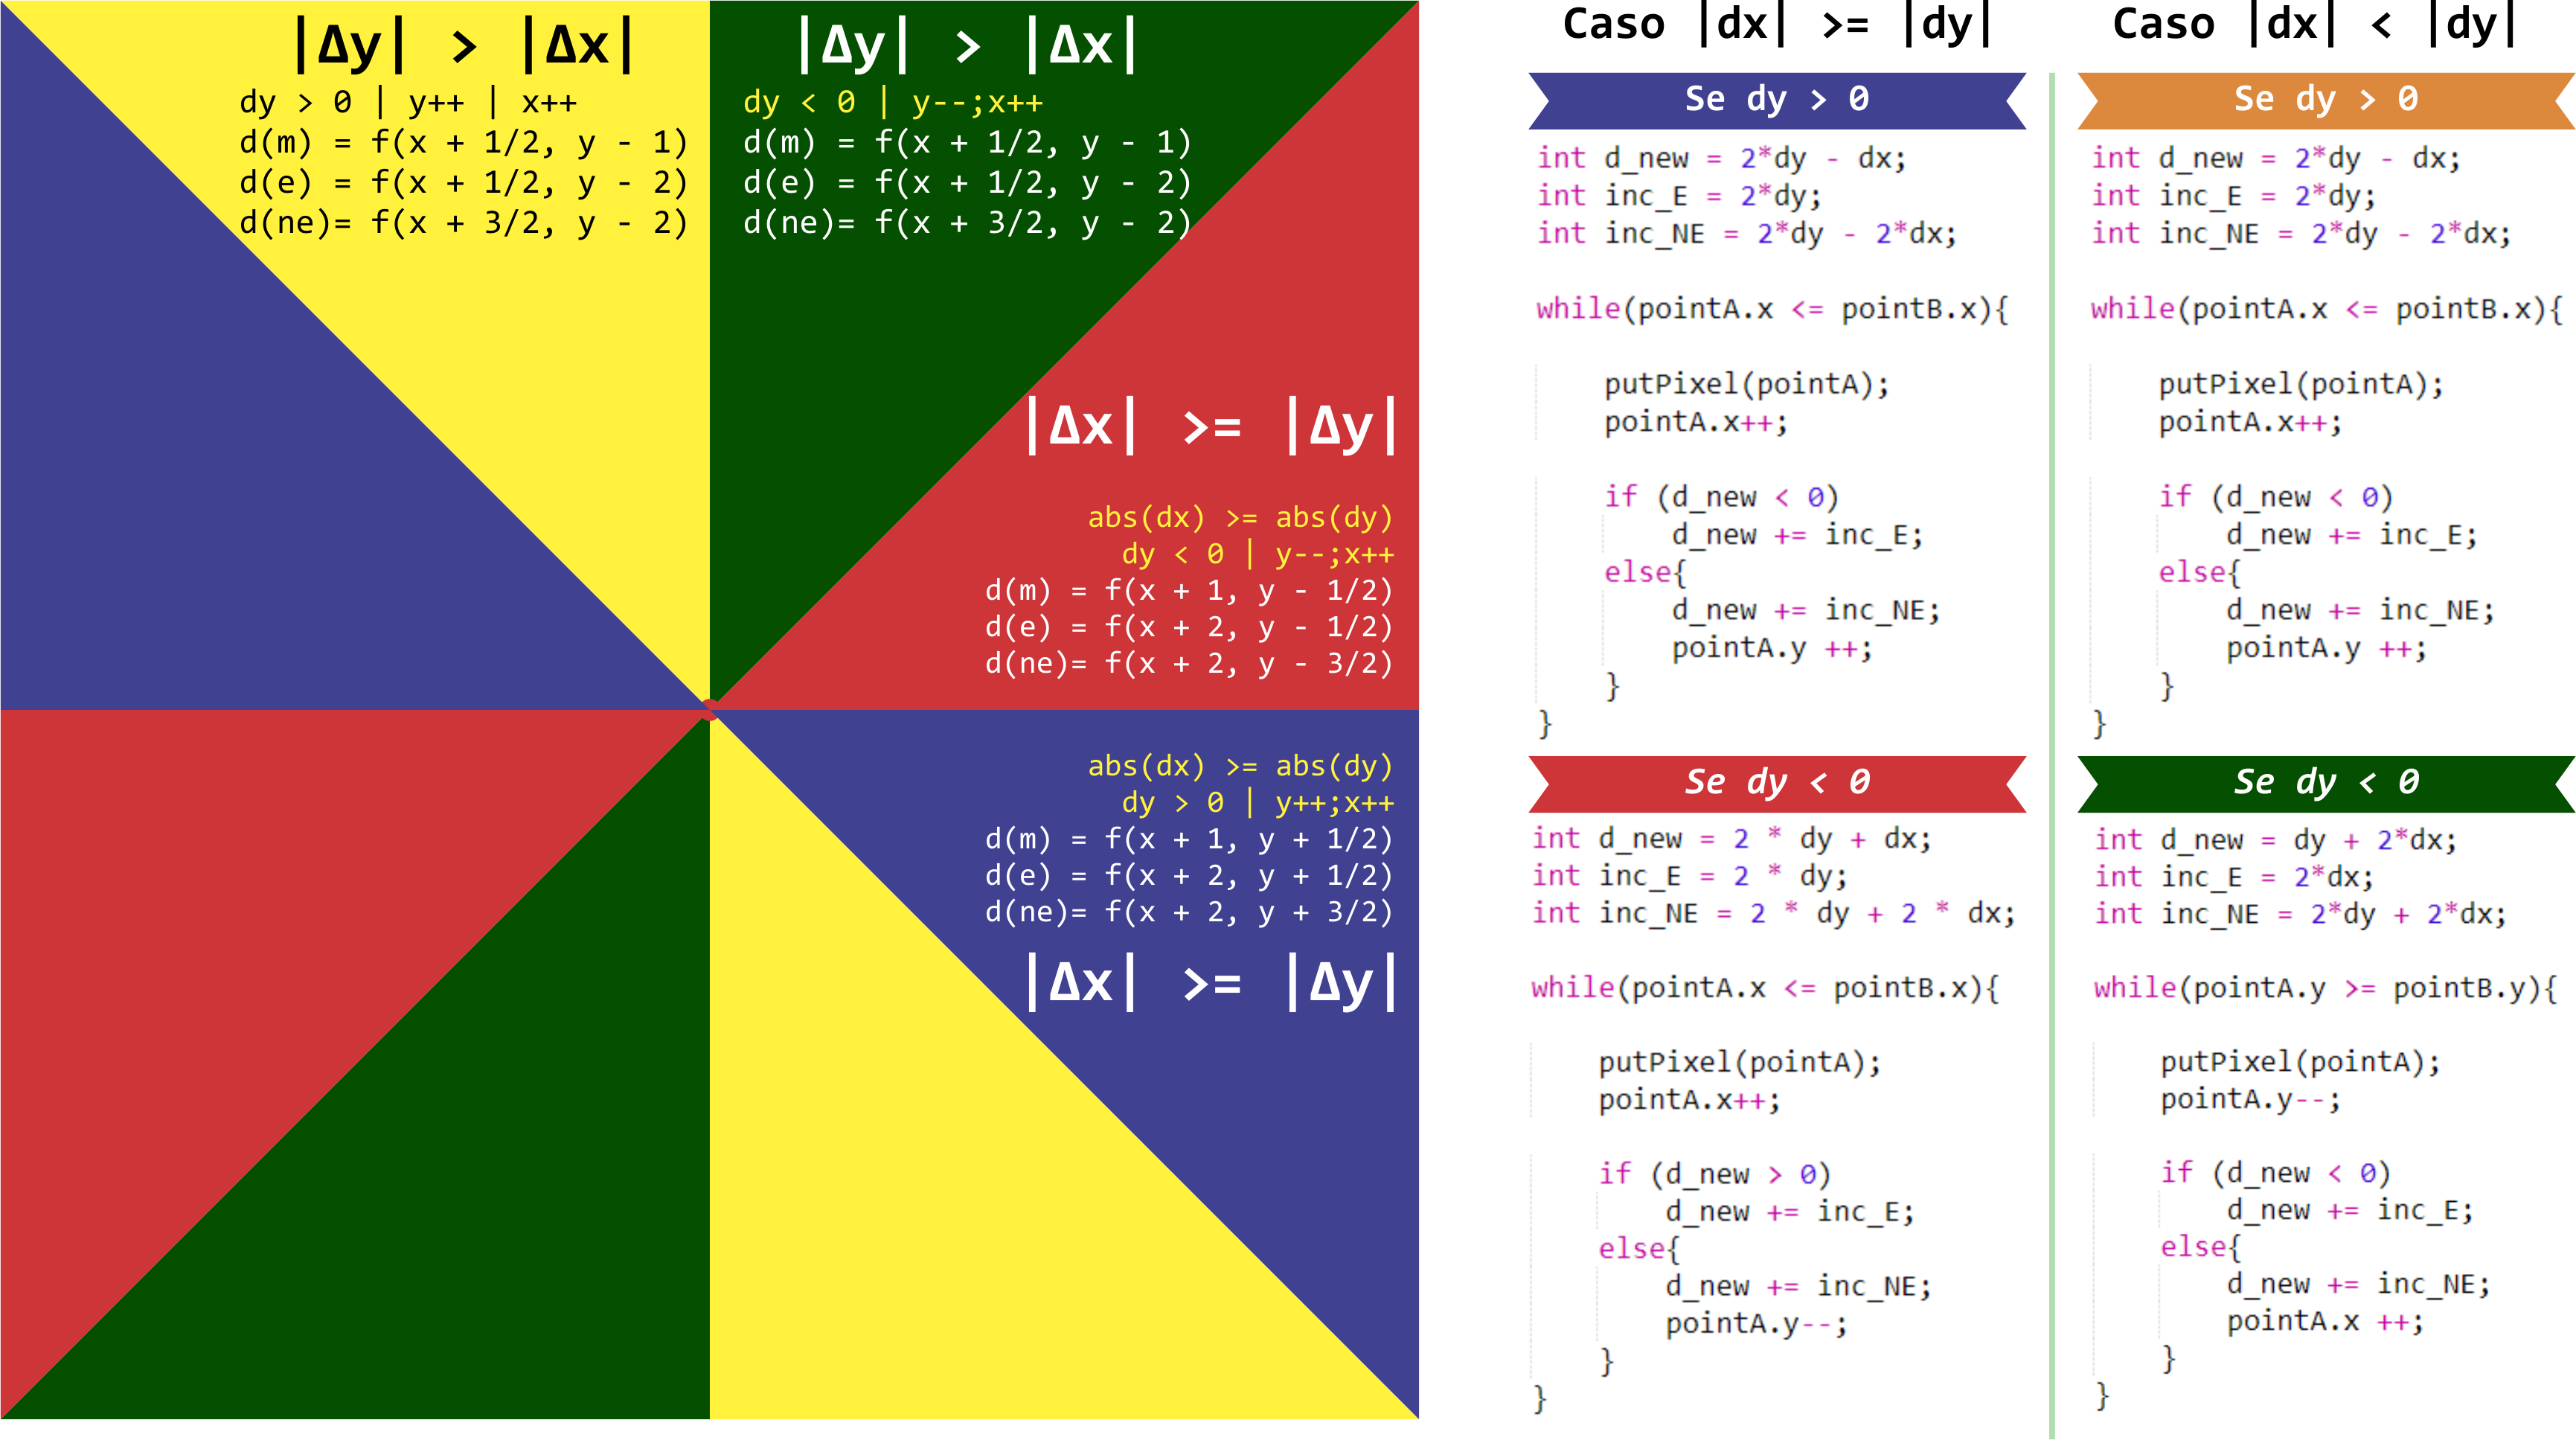 |Δy| > |Δx|
dy > 0 | y++ | x++
d(m) = f(x + 1/2, y - 1)
d(e) = f(x + 1/2, y - 2)
d(ne)= f(x + 3/2, y - 2)
|Δy| > |Δx|
dy < 0 | y--;x++
d(m) = f(x + 1/2, y - 1)
d(e) = f(x + 1/2, y - 2)
d(ne)= f(x + 3/2, y - 2)
|Δx| >= |Δy|
abs(dx) >= abs(dy)
dy < 0 | y--;x++
d(m) = f(x + 1, y - 1/2)
d(e) = f(x + 2, y - 1/2)
d(ne)= f(x + 2, y - 3/2)
abs(dx) >= abs(dy)
dy > 0 | y++;x++
d(m) = f(x + 1, y + 1/2)
d(e) = f(x + 2, y + 1/2)
d(ne)= f(x + 2, y + 3/2)
|Δx| >= |Δy|
Caso |dx| >= |dy|
Se dy > 0
int d_new = 2*dy - dx;
int inc_E = 2*dy;
int inc_NE = 2*dy - 2*dx;
while(pointA.x <= pointB.x){
putPixel(pointA);
pointA.x++;
if (d_new < 0)
d_new += inc_E;
else{
d_new += inc_NE;
pointA.y ++;
}
}
Se dy < 0
int d_new = 2 * dy + dx;
int inc_E = 2 * dy;
int inc_NE = 2 * dy + 2 * dx;
while(pointA.x <= pointB.x){
putPixel(pointA);
pointA.x++;
if (d_new > 0)
d_new += inc_E;
else{
d_new += inc_NE;
pointA.y--;
}
}
Caso |dx| < |dy|
Se dy > 0
int d_new = 2*dy - dx;
int inc_E = 2*dy;
int inc_NE = 2*dy - 2*dx;
while(pointA.x <= pointB.x){
putPixel(pointA);
pointA.x++;
if (d_new < 0)
d_new += inc_E;
else{
d_new += inc_NE;
pointA.y ++;
}
}
Se dy < 0
int d_new = dy + 2*dx;
int inc_E = 2*dx;
int inc_NE = 2*dy + 2*dx;
while(pointA.y >= pointB.y){
putPixel(pointA);
pointA.y--;
if (d_new < 0)
d_new += inc_E;
else{
d_new += inc_NE;
pointA.x ++;
}
}